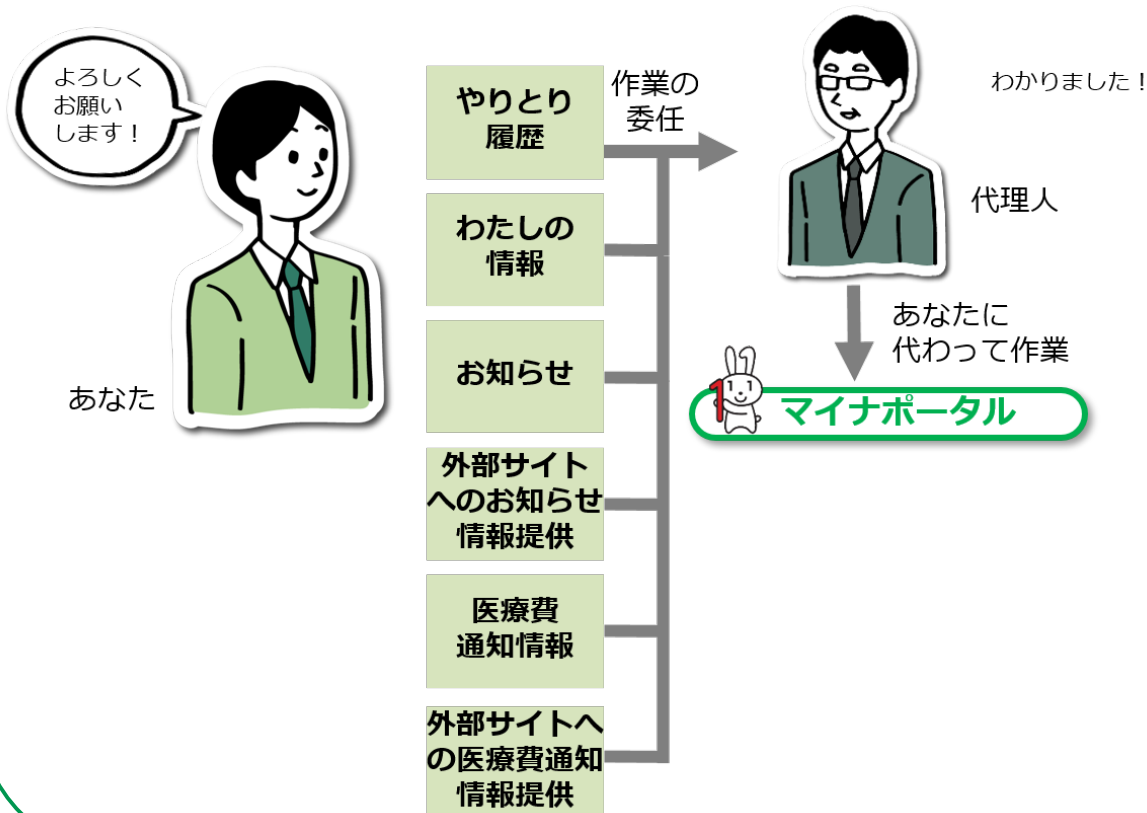 よろしく
お願い
します！
あなた
やりとり
履歴
わたしの
情報
お知らせ
外部サイト
へのお知らせ
情報提供
医療費
通知情報
外部サイトへ
の医療費通知
情報提供
作業の
委任
わかりました！
代理人
あなたに
代わって作業
1
マイナポータル